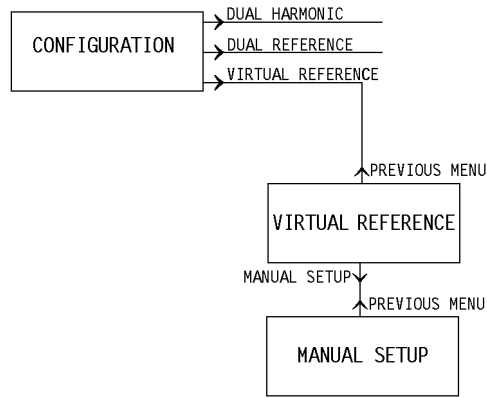 DUAL HARMONIC
CONFIGURATION
DUAL REFERENCE
VIRTUAL REFERENCE
PREVIOUS MENU
VIRTUAL REFERENCE
MANUAL SETUP
PREVIOUS MENU
MANUAL SETUP